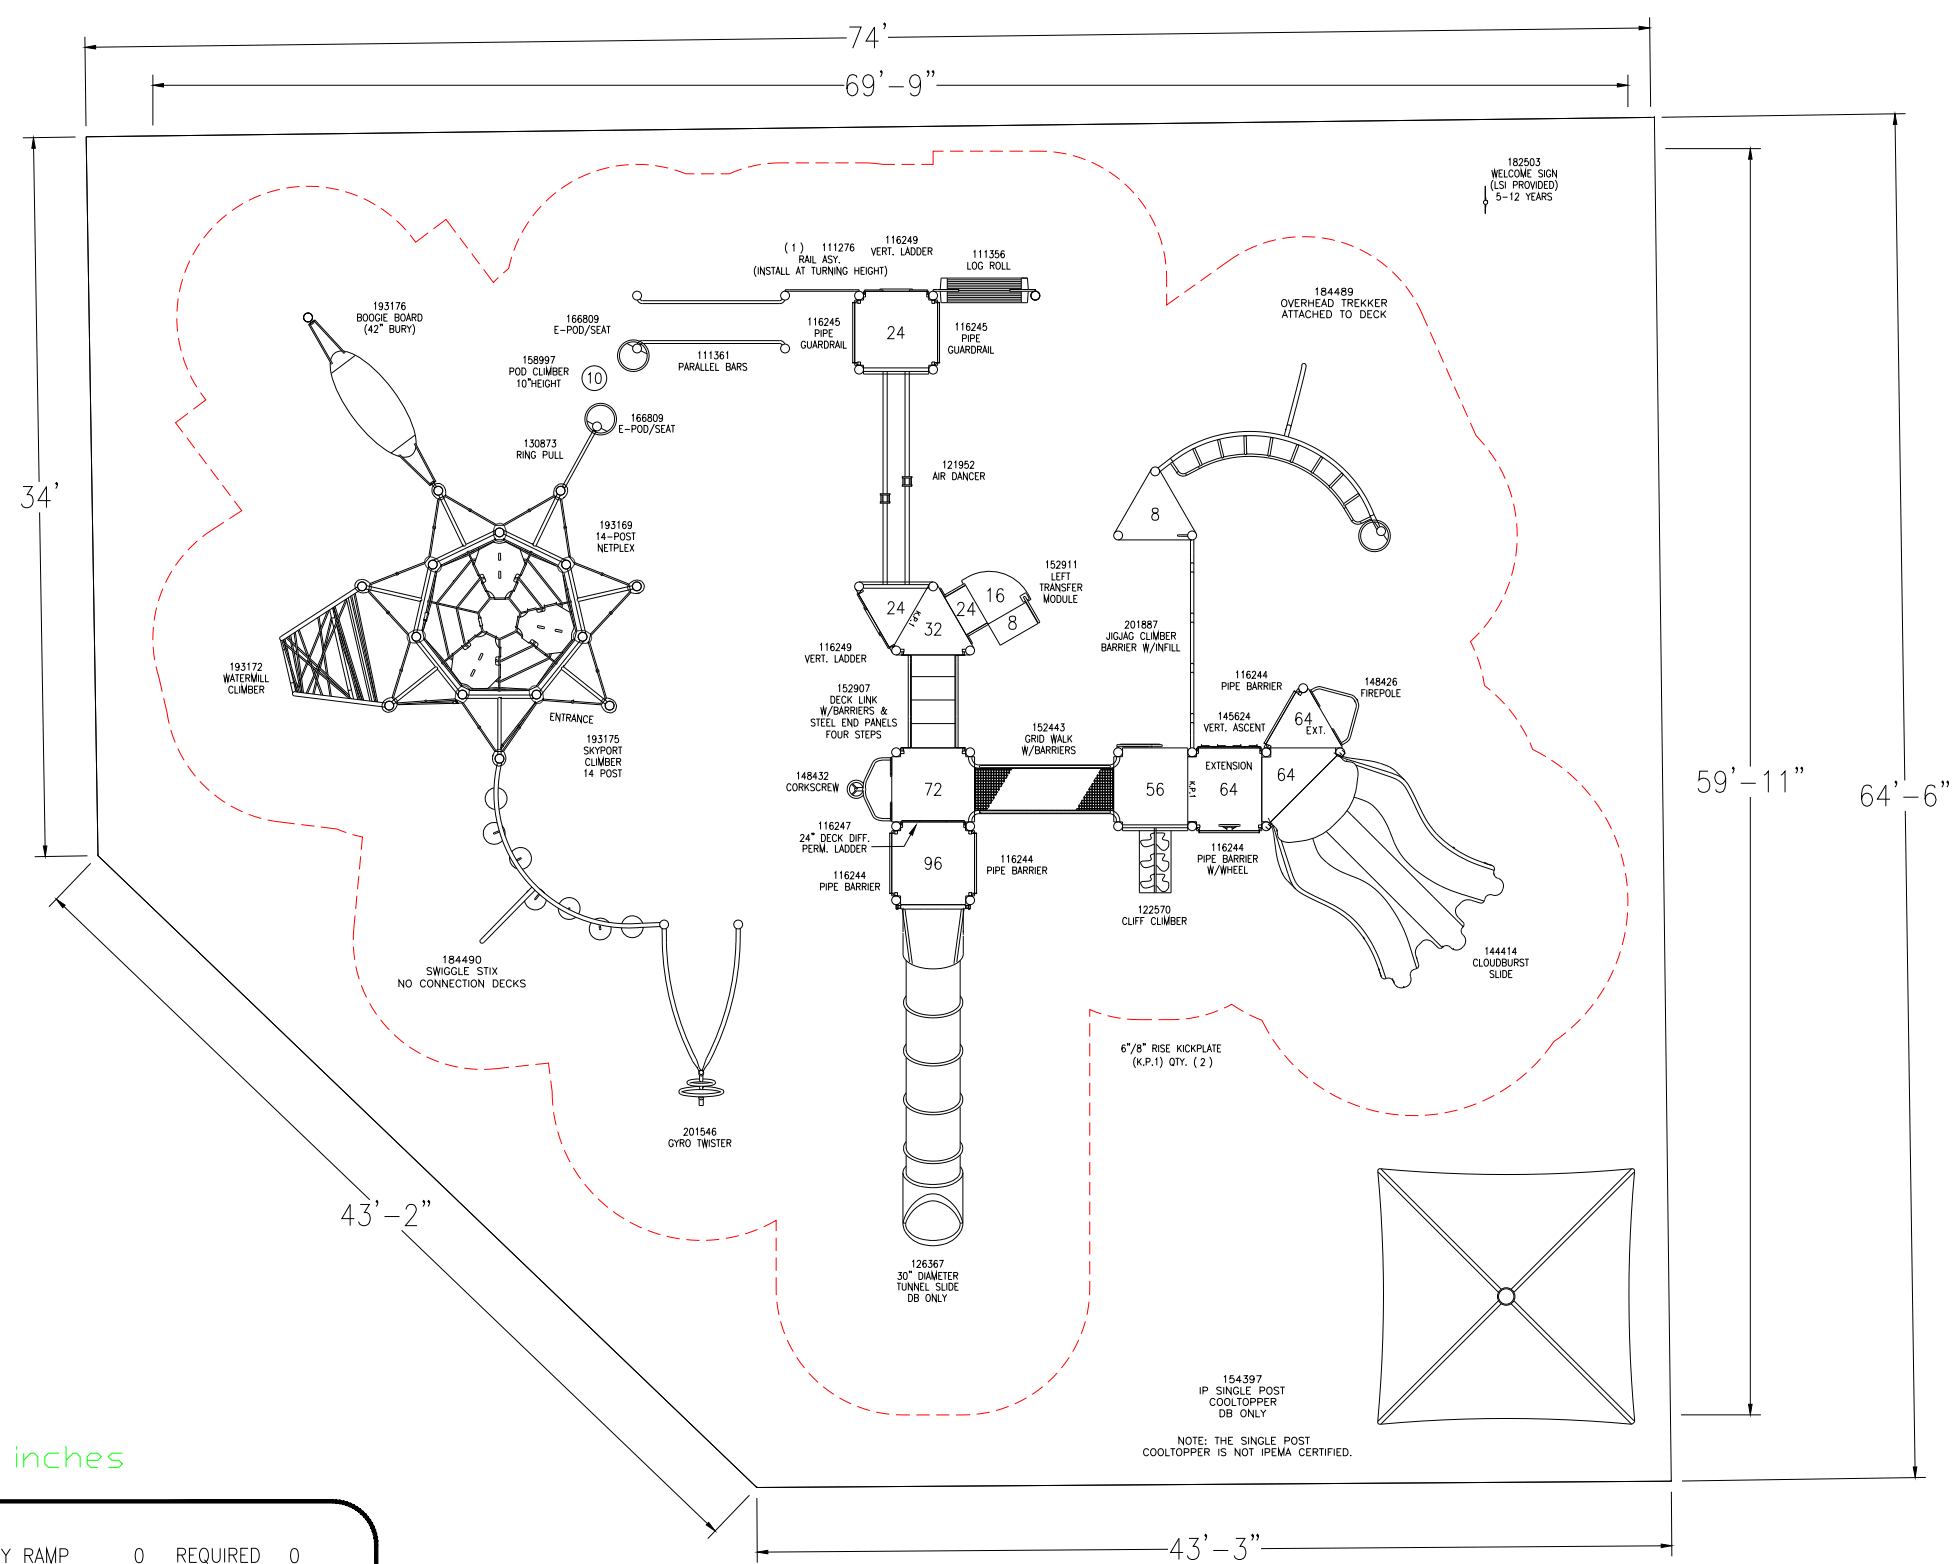 74'
69'-9"
182503
WELCOME SIGN
(LSI PROVIDED)
5-12 YEARS
(1) 111276
RAIL ASY.
(INSTALL AT TURNING HEIGHT)
116249
VERT. LADDER
111356
LOG ROLL
193176
BOOGIE BOARD
(42" BURY)
166809
E-POD/SEAT
116245
PIPE
GUARDRAIL
24
116245
PIPE
GUARDRAIL
184489
OVERHEAD TREKKER
ATTACHED TO DECK
158997
POD CLIMBER
10"HEIGHT
10
111361
PARALLEL BARS
166809
E-POD/SEAT
130873
RING PULL
121952
AIR DANCER
34'
193169
14-POST
NETPLEX
8
152911
LEFT
TRANSFER
MODULE
24
K.P.1
32
24
16
8
201887
JIGJAG CLIMBER
BARRIER W/INFILL
116249
VERT. LADDER
193172
WATERMILL
CLIMBER
116244
PIPE BARRIER
148426
FIREPOLE
152907
DECK LINK
W/BARRIERS &
STEEL END PANELS
FOUR STEPS
ENTRANCE
145624
VERT. ASCENT
64
EXT.
152443
GRID WALK
W/BARRIERS
193175
SKYPORT
CLIMBER
14 POST
148432
CORKSCREW
72
56
K.P.1
EXTENSION
64
64
59'-11"
64'-6"
116247
24" DECK DIFF.
PERM. LADDER
96
116244
PIPE BARRIER
116244
PIPE BARRIER
116244
PIPE BARRIER
W/WHEEL
122570
CLIFF CLIMBER
144414
CLOUDBURST
SLIDE
184490
SWIGGLE STIX
NO CONNECTION DECKS
6"/8" RISE KICKPLATE
(K.P.1) QTY. (2)
201546
GYRO TWISTER
43'-2"
126367
30" DIAMETER
TUNNEL SLIDE
DB ONLY
154397
IP SINGLE POST
COOLTOPPER
DB ONLY
NOTE: THE SINGLE POST
COOLTOPPER IS NOT IPEMA CERTIFIED.
inches
43'-3"
Y RAMP 0 REQUIRED 0